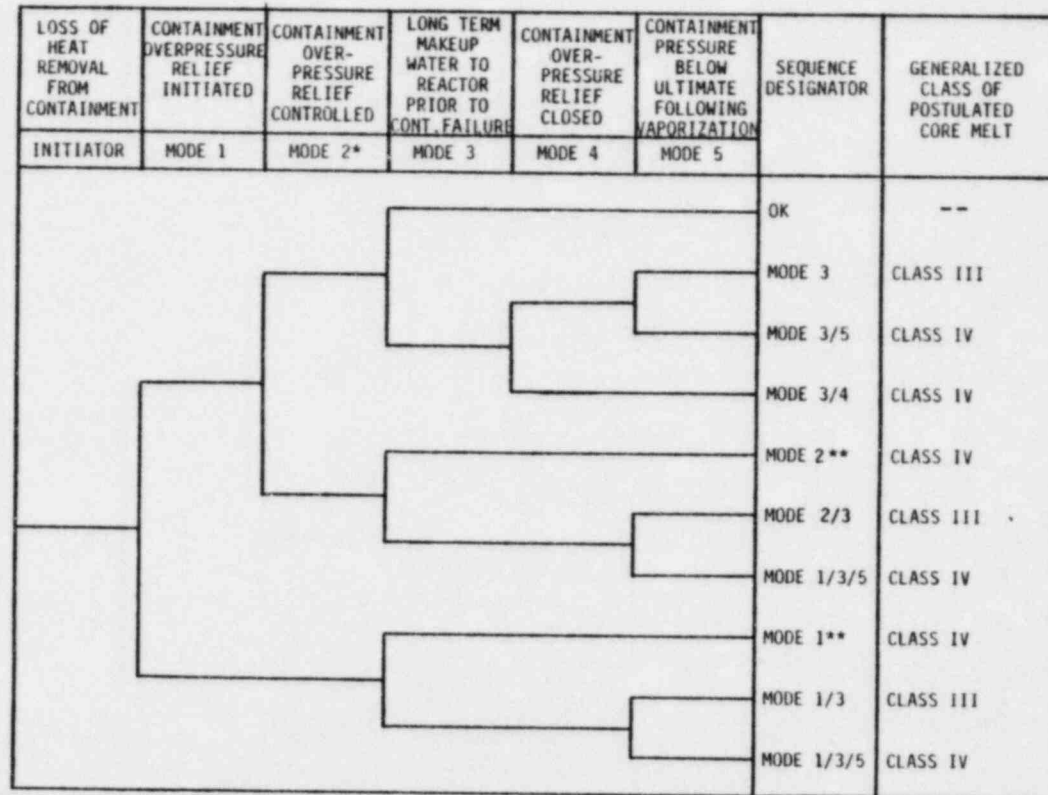 LOSS OF
HEAT
REMOVAL
FROM
CONTAINMENT
CONTAINMENT
OVERPRESSURE
RELIEF
INITIATED
CONTAINMENT
OVER-
PRESSURE
RELIEF
CONTROLLED
LONG TERM
MAKEUP
WATER TO
REACTOR
PRIOR TO
CONT. FAILURE
CONTAINMENT
OVER-
PRESSURE
RELIEF
CLOSED
CONTAINMENT
PRESSURE
BELOW
ULTIMATE
FOLLOWING
VAPORIZATION
SEQUENCE
DESIGNATOR
GENERALIZED
CLASS OF
POSTULATED
CORE MELT
INITIATOR
MODE 1
MODE 2*
MODE 3
MODE 4
MODE 5
OK --
MODE 3 CLASS III
MODE 3/5 CLASS IV
MODE 3/4 CLASS IV
MODE 2** CLASS IV
MODE 2/3 CLASS III
MODE 1/3/5 CLASS IV
MODE 1** CLASS IV
MODE 1/3 CLASS III
MODE 1/3/5 CLASS IV